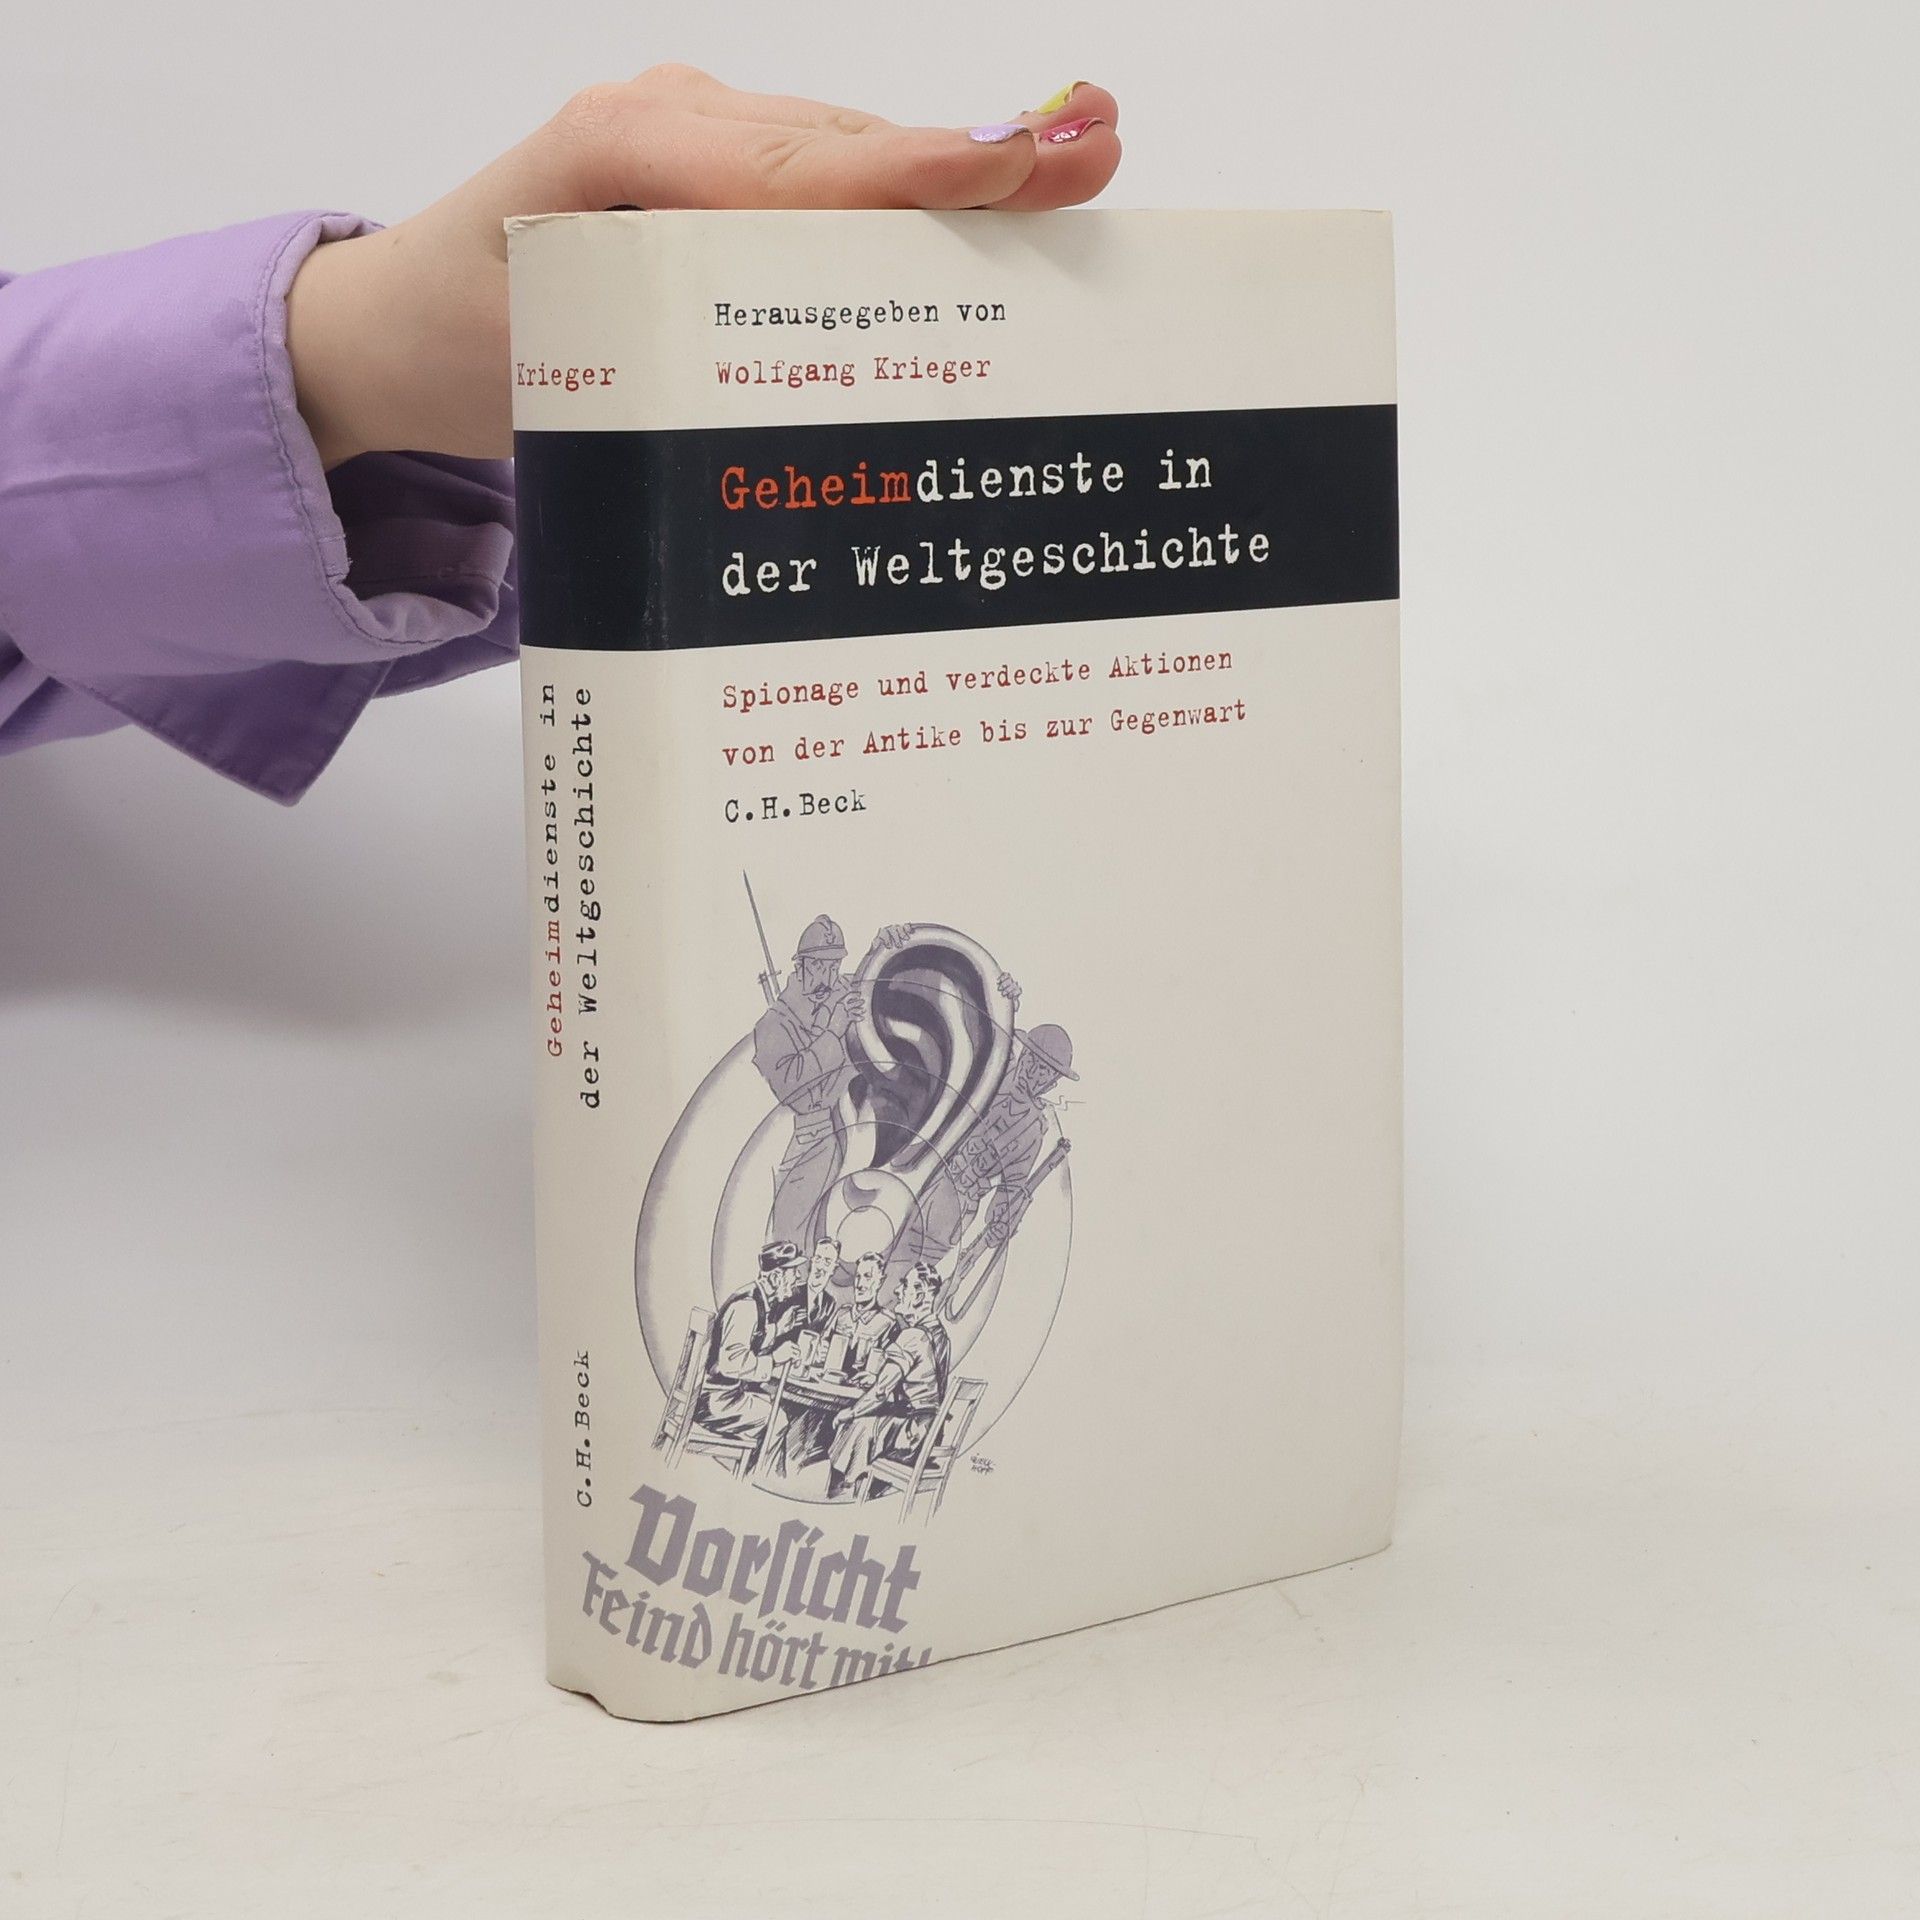 Herausgegeben von
Wolfgang Krieger
Geheimdienste in
der Weltgeschichte
Spionage und verdeckte Aktionen
von der Antike bis zur Gegenwart
C.H.Beck
Vorsicht
Feind hört mit!
Krieger
Geheimdienste in
der Weltgeschichte
C.H.Beck